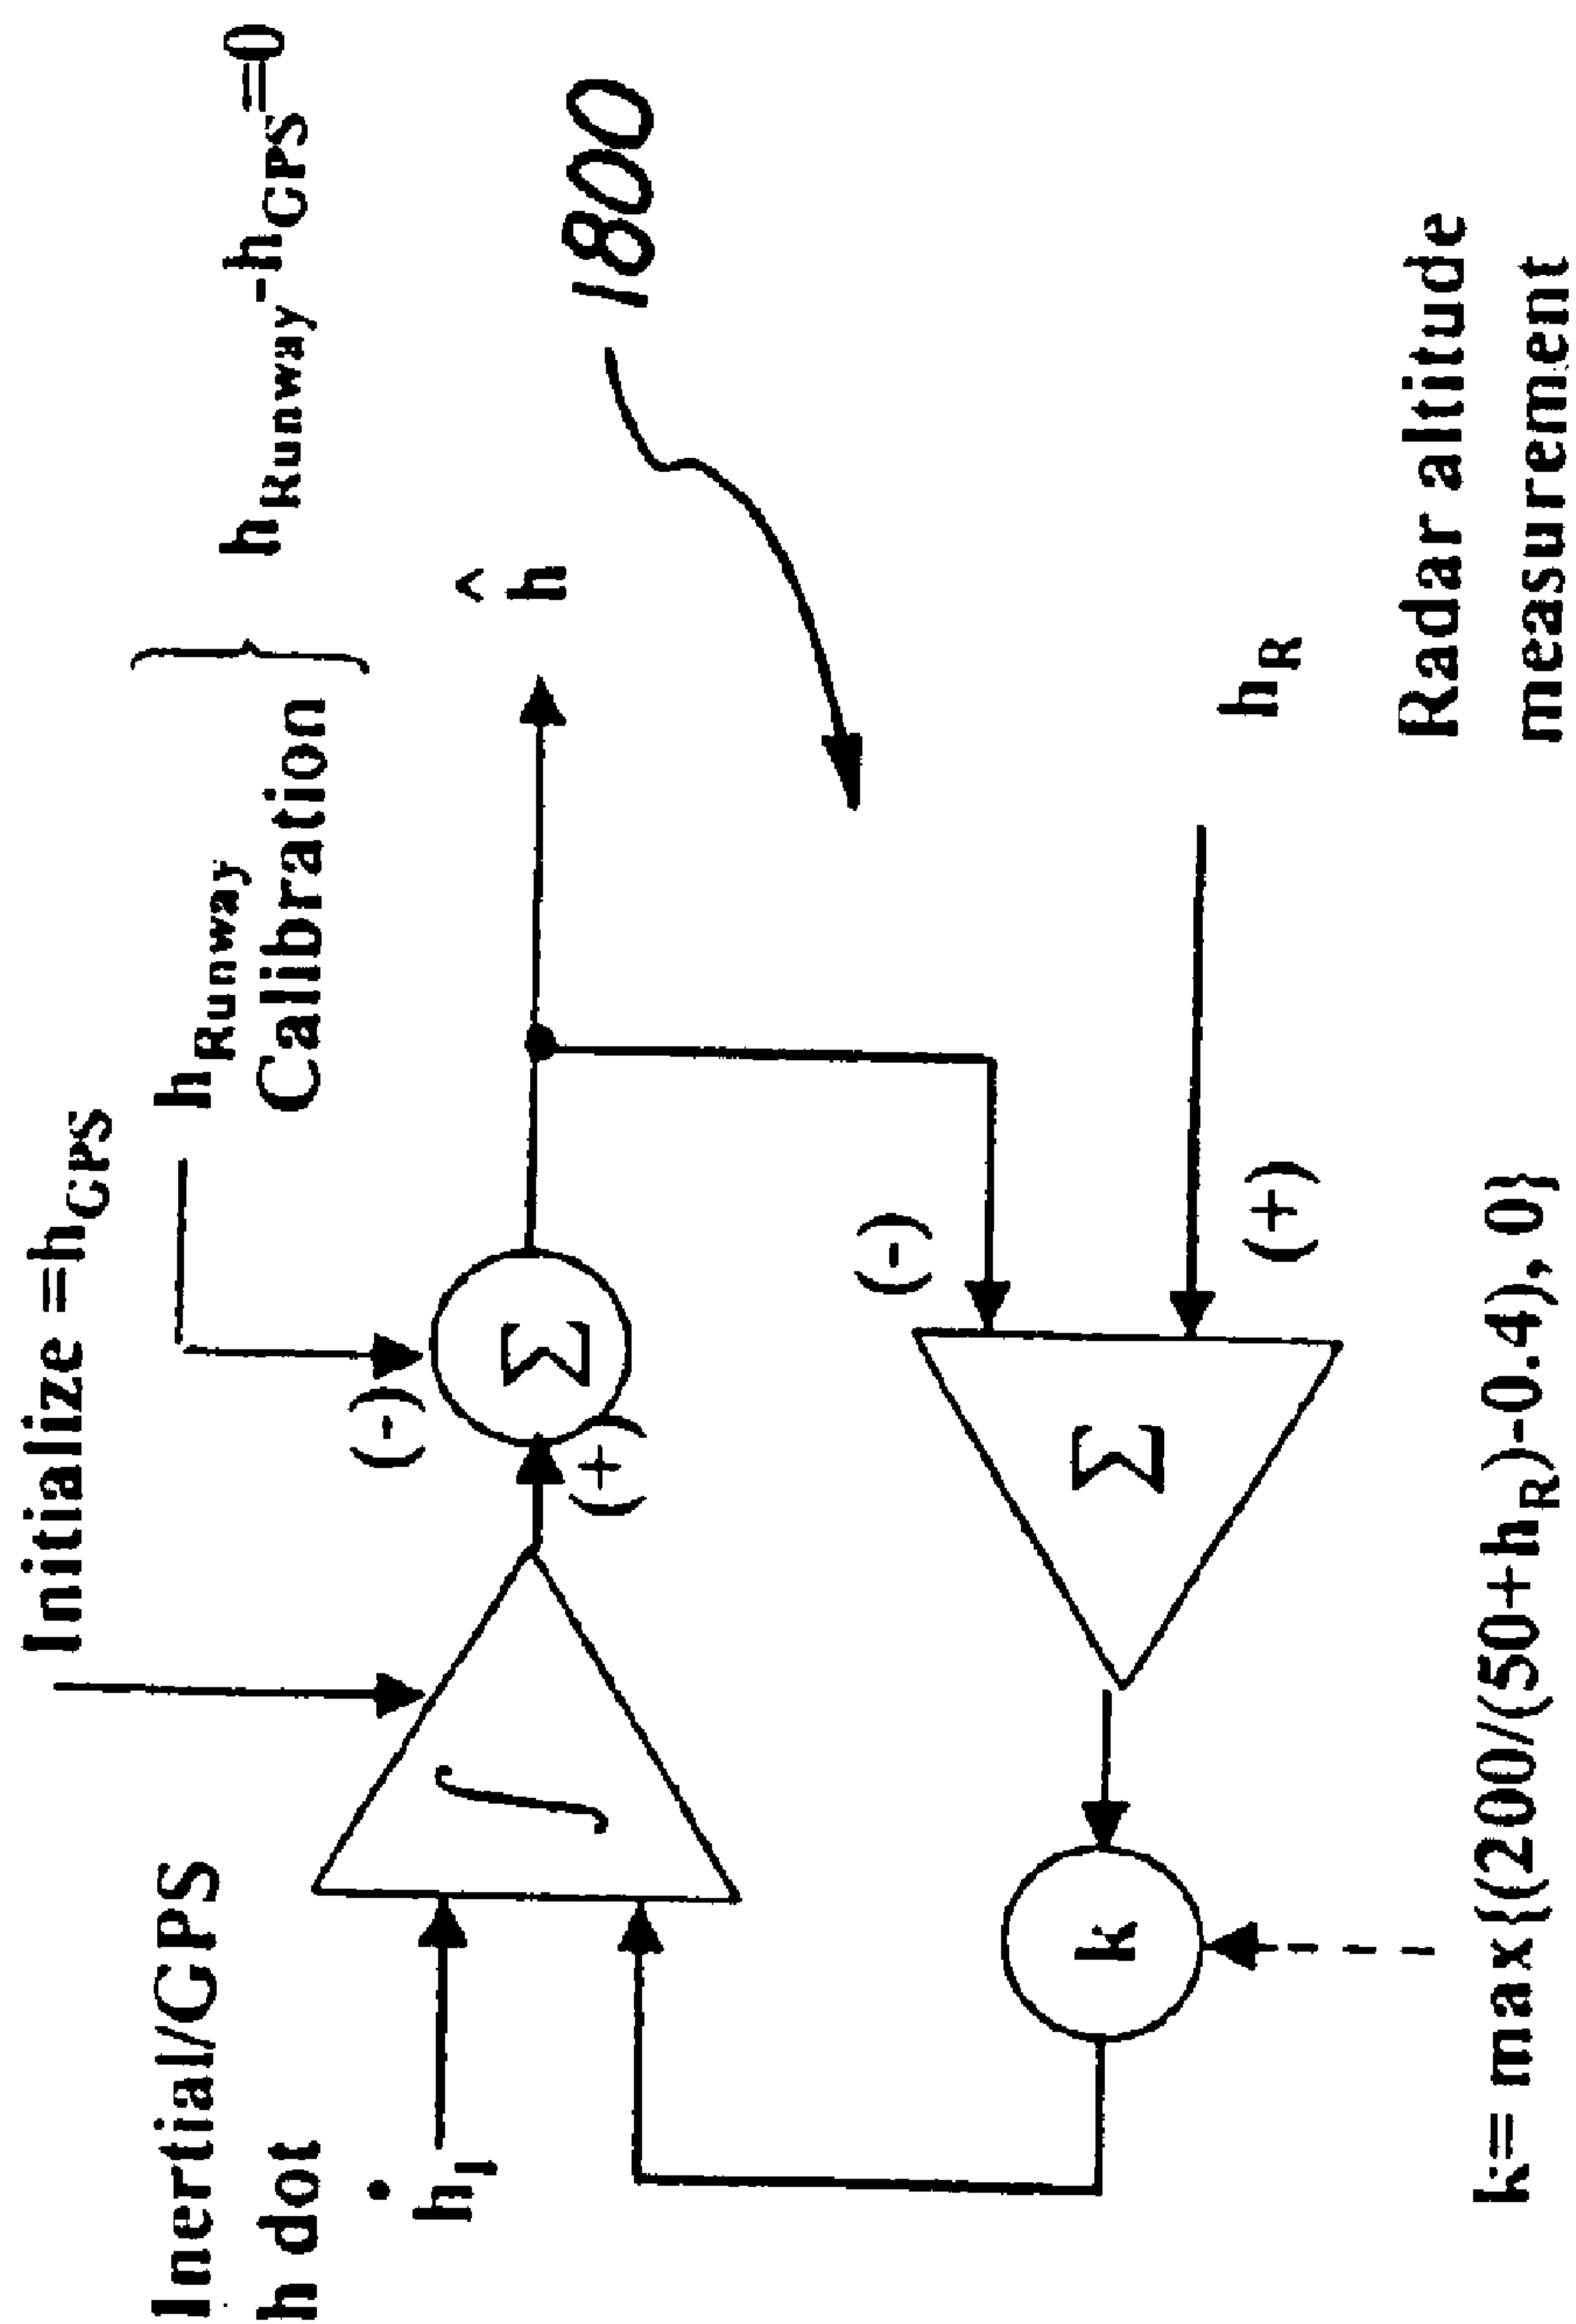 Initialize =h_GPS
h_Runway
Calibration
} h_Runway-h_GPS=0
Inertial/GPS
h dot
ḣ_I
∫
(-)
(+)
Σ
ĥ
1800
(-)
(+)
Σ
k
h_R
Radar altitude
measurement
k= max{(200/(50+h_R)-0.4), 0}